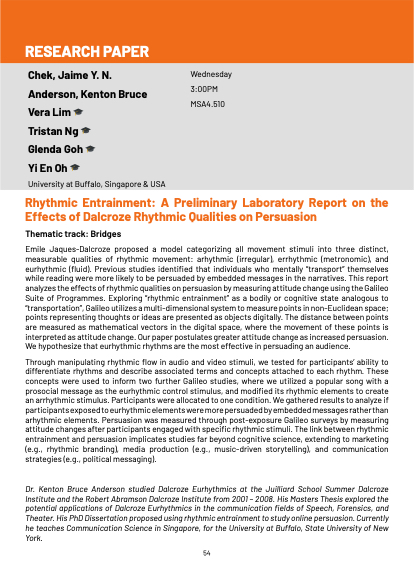 RESEARCH PAPER
Chek, Jaime Y. N.
Anderson, Kenton Bruce
Vera Lim
Tristan Ng
Glenda Goh
Yi En Oh
University at Buffalo, Singapore & USA
Wednesday
3:00PM
MSA4.510
Rhythmic Entrainment: A Preliminary Laboratory Report on the
Effects of Dalcroze Rhythmic Qualities on Persuasion
Thematic track: Bridges
Emile Jaques-Dalcroze proposed a model categorizing all movement stimuli into three distinct,
measurable qualities of rhythmic movement: arhythmic (irregular), errhythmic (metronomic), and
eurhythmic (fluid). Previous studies identified that individuals who mentally "transport" themselves
while reading were more likely to be persuaded by embedded messages in the narratives. This report
analyzes the effects of rhythmic qualities on persuasion by measuring attitude change using the Galileo
Suite of Programmes. Exploring "rhythmic entrainment" as a bodily or cognitive state analogous to
"transportation", Galileo utilizes a multi-dimensional system to measure points in non-Euclidean space;
points representing thoughts or ideas are presented as objects digitally. The distance between points
are measured as mathematical vectors in the digital space, where the movement of these points is
interpreted as attitude change. Our paper postulates greater attitude change as increased persuasion.
We hypothesize that eurhythmic rhythms are the most effective in persuading an audience.
Through manipulating rhythmic flow in audio and video stimuli, we tested for participants' ability to
differentiate rhythms and describe associated terms and concepts attached to each rhythm. These
concepts were used to inform two further Galileo studies, where we utilized a popular song with a
prosocial message as the eurhythmic control stimulus, and modified its rhythmic elements to create
an arrhythmic stimulus. Participants were allocated to one condition. We gathered results to analyze if
participants exposed to eurhythmic elements were more persuaded by embedded messages rather than
arhythmic elements. Persuasion was measured through post-exposure Galileo surveys by measuring
attitude changes after participants engaged with specific rhythmic stimuli. The link between rhythmic
entrainment and persuasion implicates studies far beyond cognitive science, extending to marketing
(e.g., rhythmic branding), media production (e.g., music-driven storytelling), and communication
strategies (e.g., political messaging).
Dr. Kenton Bruce Anderson studied Dalcroze Eurhythmics at the Juilliard School Summer Dalcroze
Institute and the Robert Abramson Dalcroze Institute from 2001 – 2008. His Masters Thesis explored the
potential applications of Dalcroze Eurhythmics in the communication fields of Speech, Forensics, and
Theater. His PhD Dissertation proposed using rhythmic entrainment to study online persuasion. Currently
he teaches Communication Science in Singapore, for the University at Buffalo, State University of New
York.
54